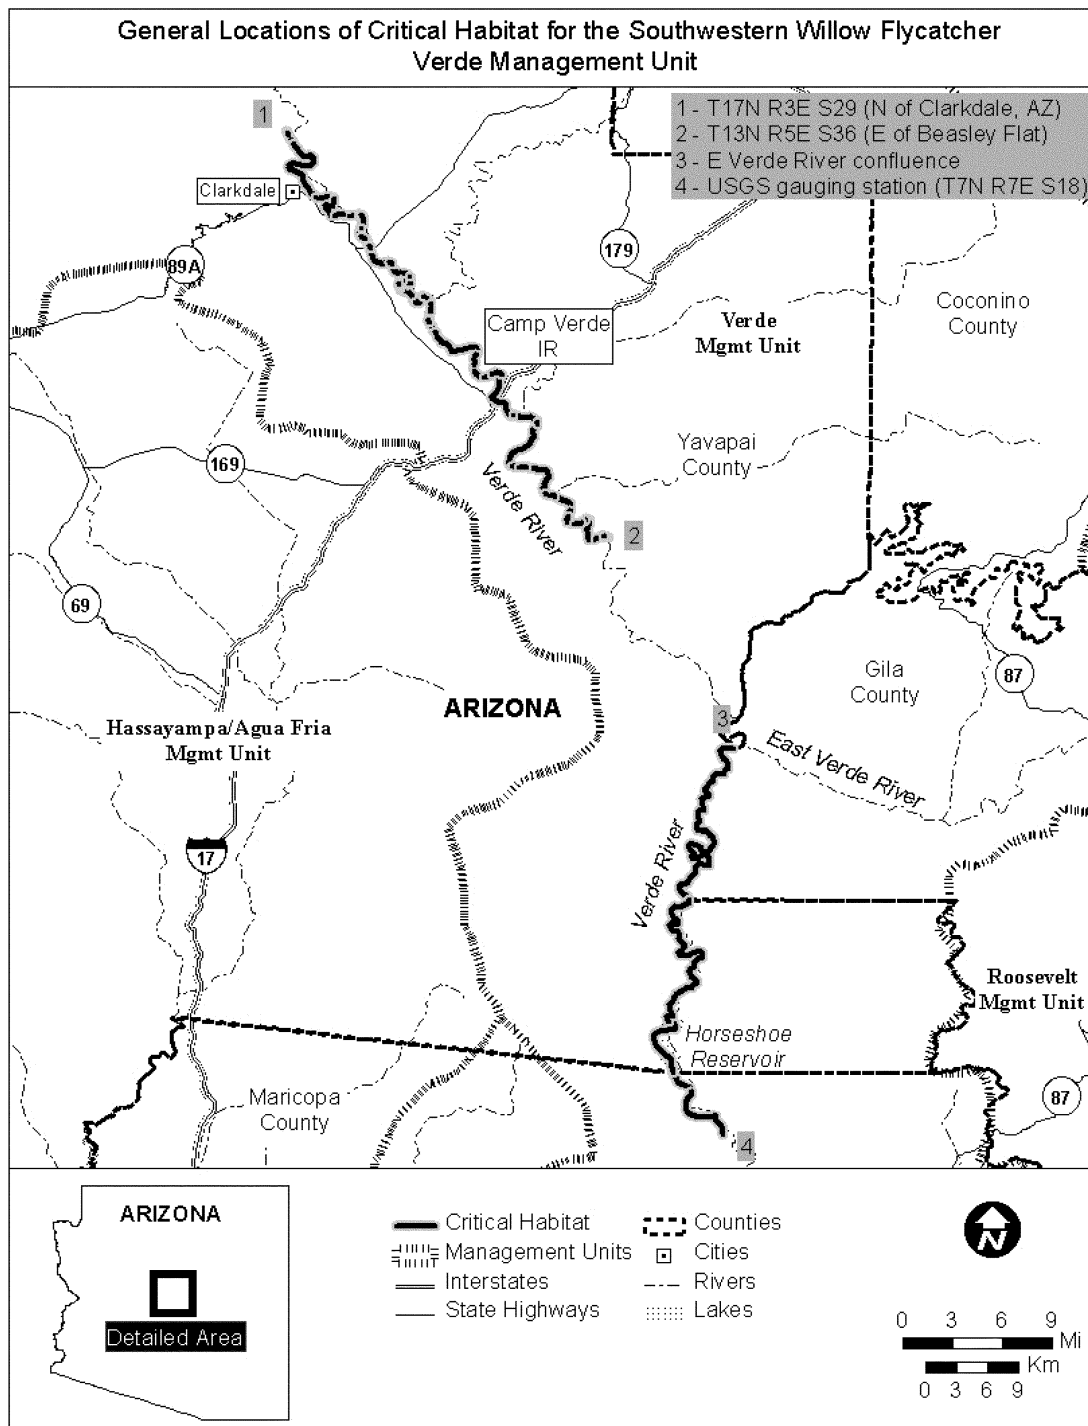 General Locations of Critical Habitat for the Southwestern Willow Flycatcher
Verde Management Unit
1
1 - T17N R3E S29 (N of Clarkdale, AZ)
2 - T13N R5E S36 (E of Beasley Flat)
3 - E Verde River confluence
4 - USGS gauging station (T7N R7E S18)
Clarkdale
179
89A
Coconino
County
Camp Verde
IR
Verde
Mgmt Unit
Yavapai
County
169
Verde River
2
69
Gila
County
87
ARIZONA
3
Hassayampa/Agua Fria
Mgmt Unit
East Verde River
17
Verde River
Roosevelt
Mgmt Unit
Horseshoe
Reservoir
Maricopa
County
87
4
ARIZONA
Detailed Area
Critical Habitat
Management Units
Interstates
State Highways
Counties
Cities
Rivers
Lakes
N
0 3 6 9
Mi
Km
0 3 6 9